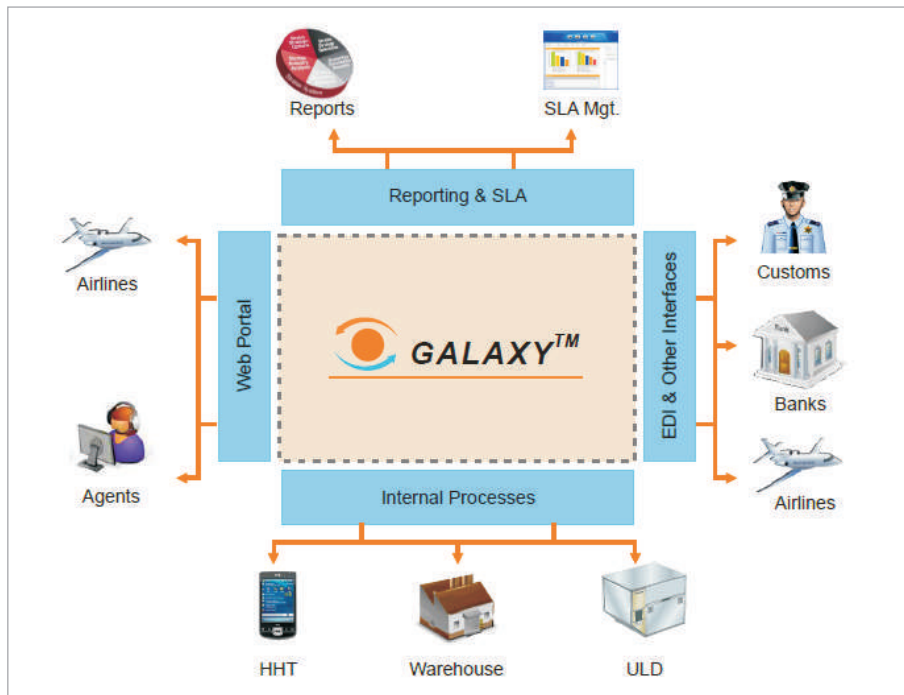 Reports
SLA Mgt.
Reporting & SLA
Airlines
Agents
Web Portal
GALAXY™
EDI & Other Interfaces
Customs
Bank
Banks
Airlines
Internal Processes
HHT
Warehouse
ULD